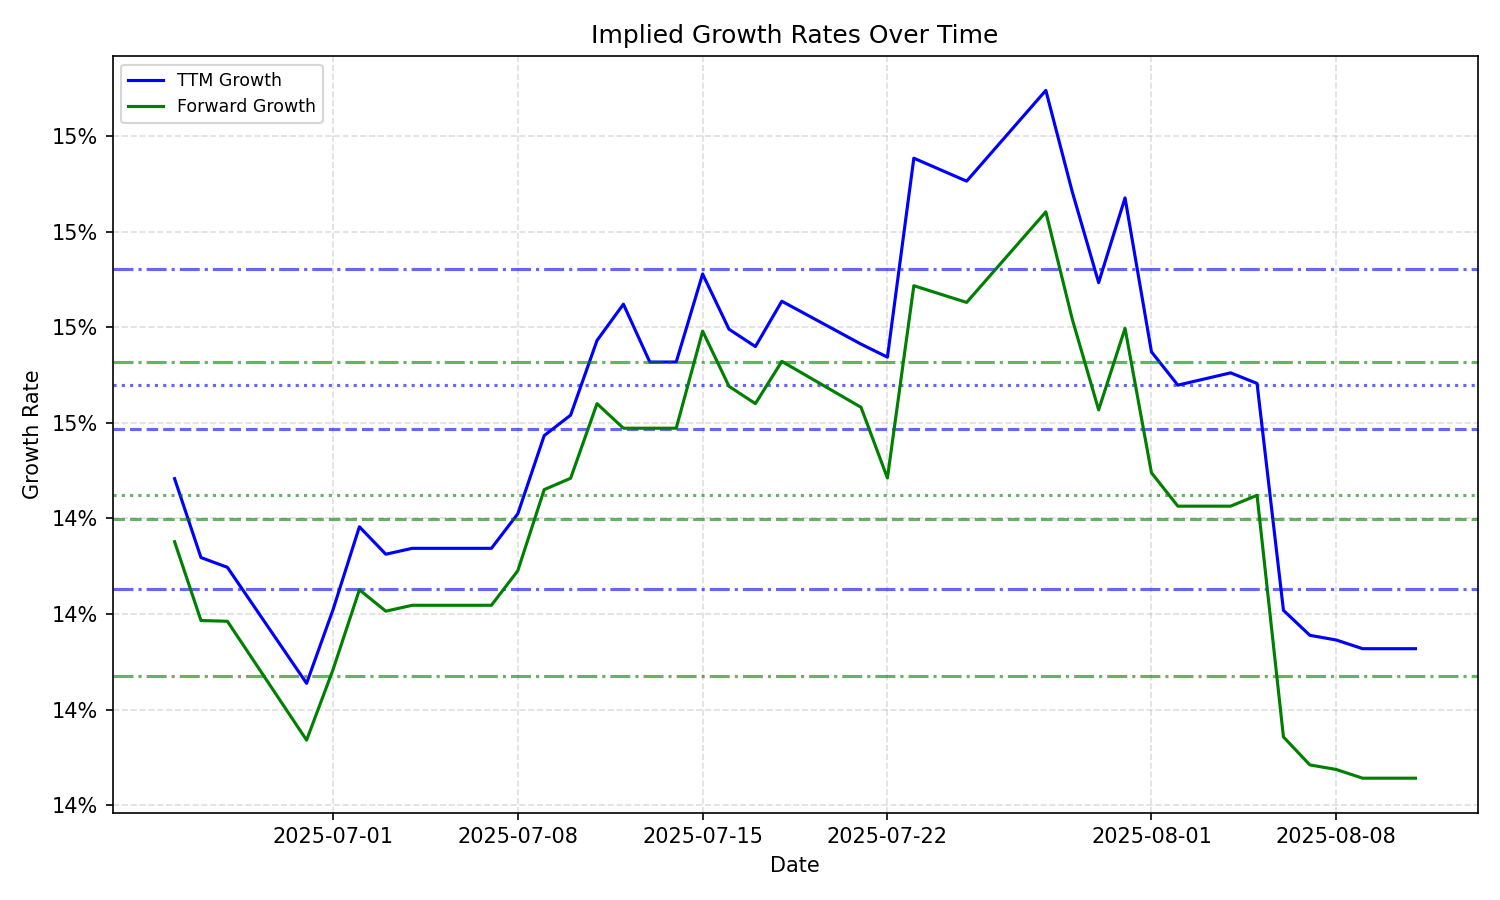 Implied Growth Rates Over Time
TTM Growth
Forward Growth
15%
15%
15%
15%
14%
14%
14%
14%
Growth Rate
2025-07-01
2025-07-08
2025-07-15
2025-07-22
2025-08-01
2025-08-08
Date